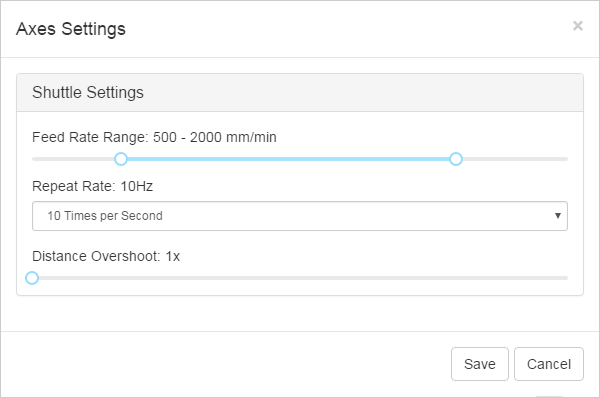 Axes Settings ×
Shuttle Settings
Feed Rate Range: 500 - 2000 mm/min
Repeat Rate: 10Hz
10 Times per Second
Distance Overshoot: 1x
Save Cancel